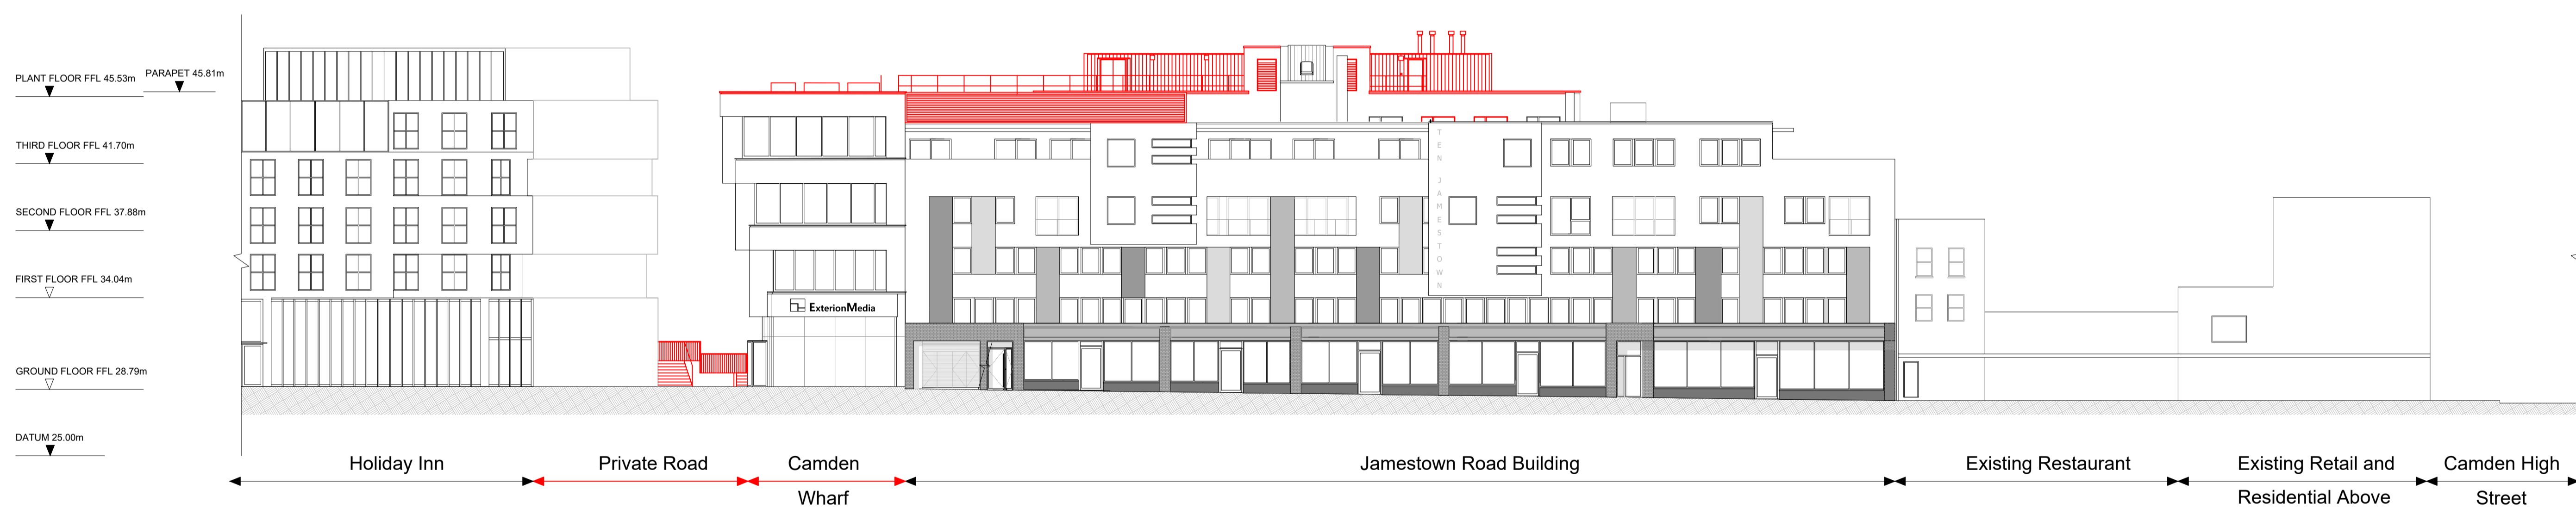 PLANT FLOOR FFL 45.53m
PARAPET 45.81m
THIRD FLOOR FFL 41.70m
SECOND FLOOR FFL 37.88m
FIRST FLOOR FFL 34.04m
GROUND FLOOR FFL 28.79m
DATUM 25.00m
ExterionMedia
TEN JAMESTOWN
Holiday Inn
Private Road
Camden
Wharf
Jamestown Road Building
Existing Restaurant
Existing Retail and
Residential Above
Camden High
Street